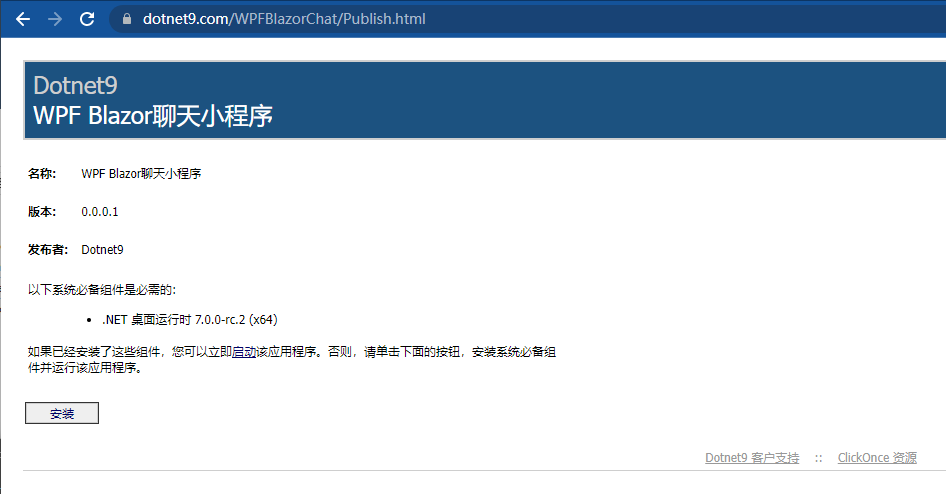 dotnet9.com/WPFBlazorChat/Publish.html
Dotnet9
WPF Blazor聊天小程序
名称: WPF Blazor聊天小程序
版本: 0.0.0.1
发布者: Dotnet9
以下系统必备组件是必需的:
• .NET 桌面运行时 7.0.0-rc.2 (x64)
如果已经安装了这些组件，您可以立即启动该应用程序。否则，请单击下面的按钮，安装系统必备组
件并运行该应用程序。
安装
Dotnet9 客户支持 :: ClickOnce 资源